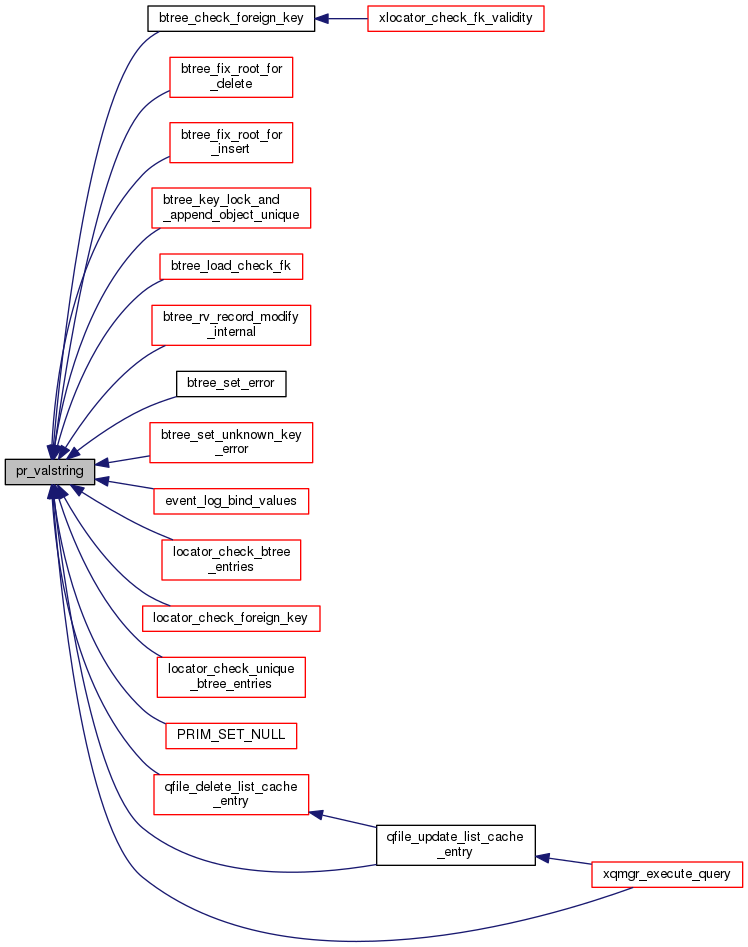 btree_check_foreign_key
xlocator_check_fk_validity
btree_fix_root_for
_delete
btree_fix_root_for
_insert
btree_key_lock_and
_append_object_unique
btree_load_check_fk
btree_rv_record_modify
_internal
btree_set_error
btree_set_unknown_key
_error
pr_valstring
event_log_bind_values
locator_check_btree
_entries
locator_check_foreign_key
locator_check_unique
_btree_entries
PRIM_SET_NULL
qfile_delete_list_cache
_entry
qfile_update_list_cache
_entry
xqmgr_execute_query